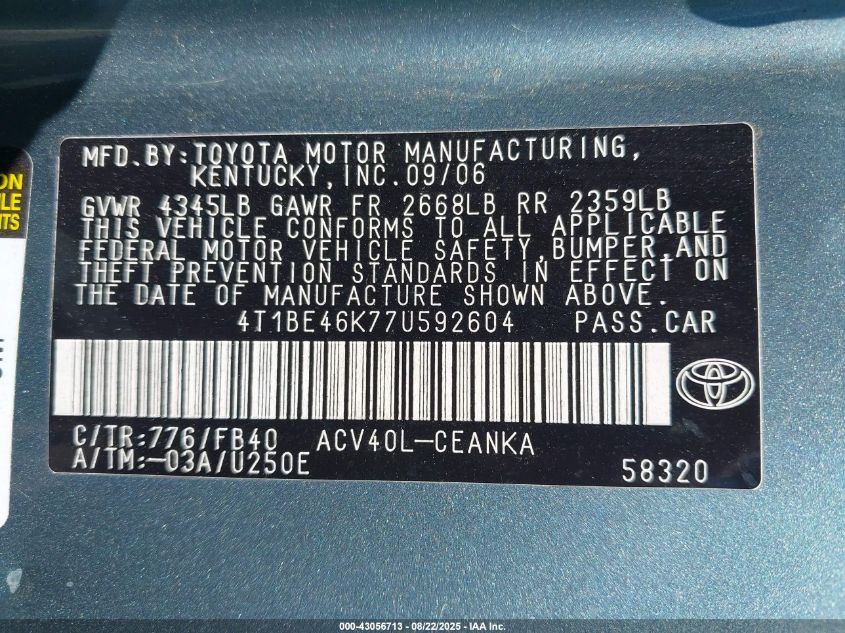 MFD.BY:TOYOTA MOTOR MANUFACTURING,
KENTUCKY,INC.09/06
GVWR 4345LB GAWR FR 2668LB RR 2359LB
THIS VEHICLE CONFORMS TO ALL APPLICABLE
FEDERAL MOTOR VEHICLE SAFETY,BUMPER,AND
THEFT PREVENTION STANDARDS IN EFFECT ON
THE DATE OF MANUFACTURE SHOWN ABOVE.
4T1BE46K77U592604 PASS.CAR
C/TR:776/FB40 ACV40L-CEANKA
A/TM:-03A/U250E 58320
000-43056713 - 08/22/2025 - IAA Inc.